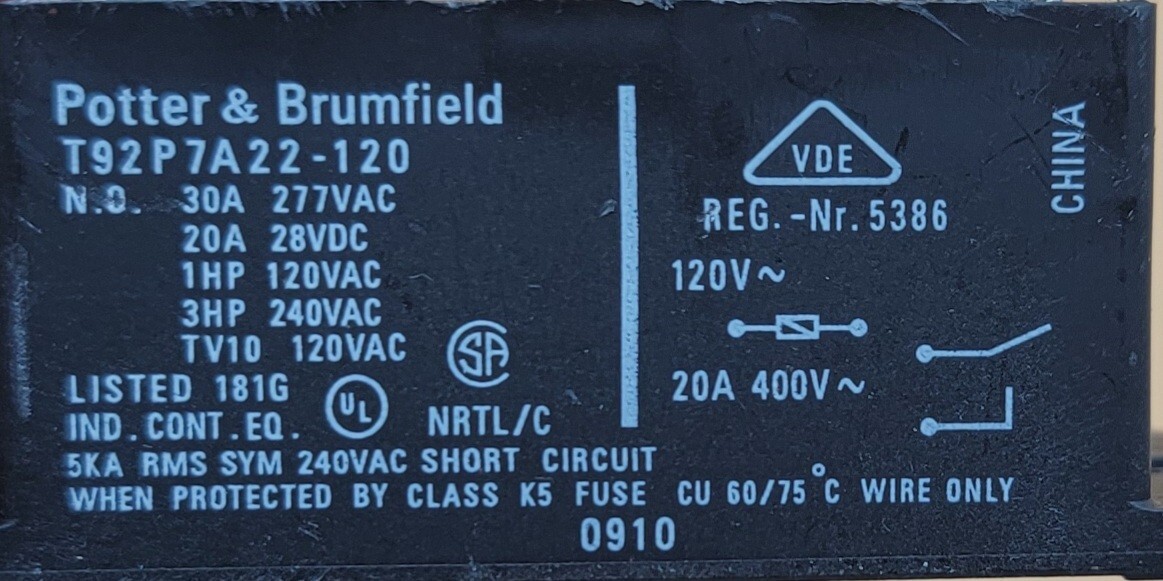 Potter & Brumfield
T92P7A22-120
N.O. 30A 277VAC
20A 28VDC
1HP 120VAC
3HP 240VAC
TV10 120VAC
SA
LISTED 181G
UL
IND.CONT.EQ.
NRTL/C
5KA RMS SYM 240VAC SHORT CIRCUIT
WHEN PROTECTED BY CLASS K5 FUSE CU 60/75°C WIRE ONLY
0910
VDE
REG.-Nr.5386
120V~
20A 400V~
CHINA